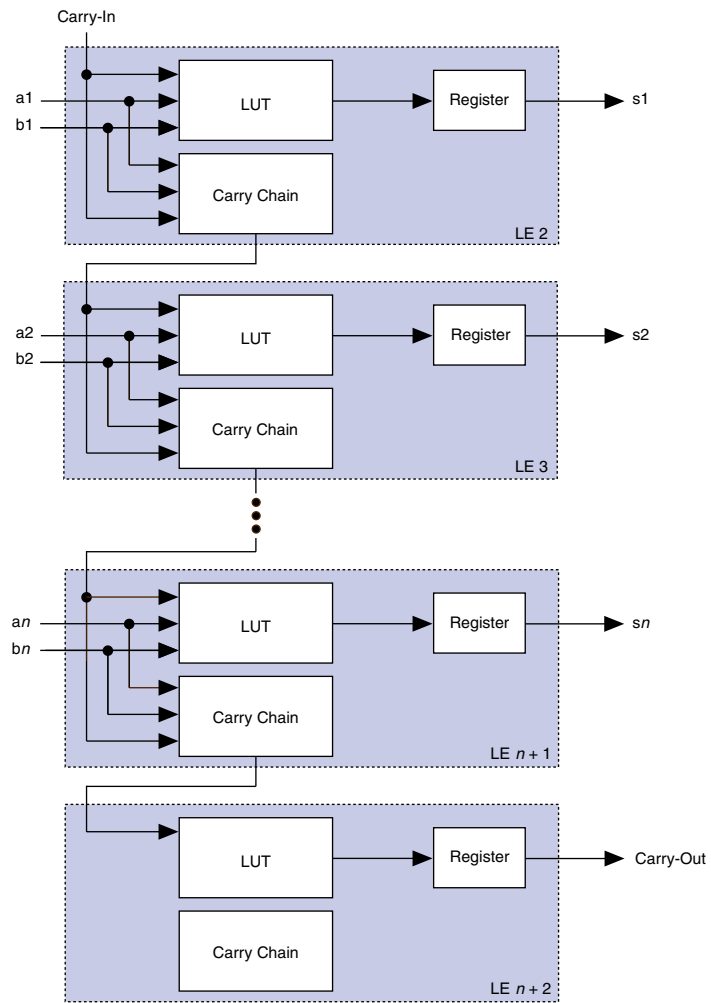 Carry-In
a1
b1
LUT
Register
s1
Carry Chain
LE 2
a2
b2
LUT
Register
s2
Carry Chain
LE 3
an
bn
LUT
Register
sn
Carry Chain
LE n + 1
LUT
Register
Carry-Out
Carry Chain
LE n + 2